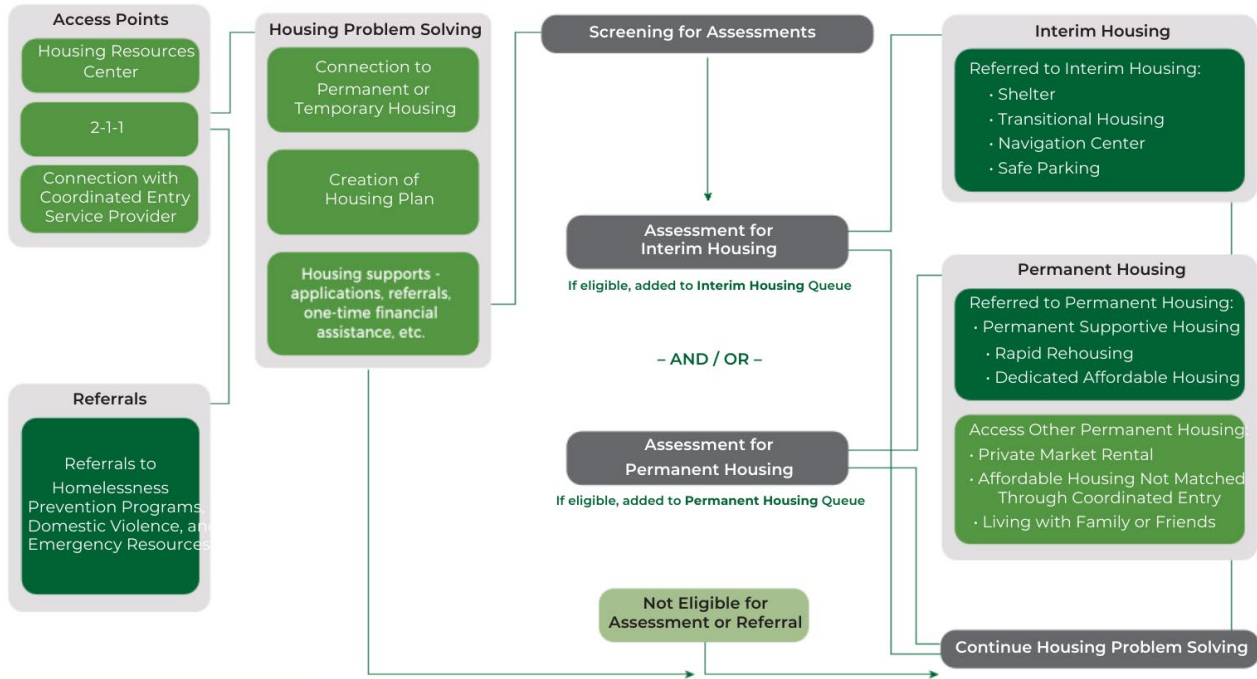 Access Points
Housing Resources
Center
2-1-1
Connection with
Coordinated Entry
Service Provider
Referrals
Referrals to
Homelessness
Prevention Programs,
Domestic Violence, and
Emergency Resources
Housing Problem Solving
Connection to
Permanent or
Temporary Housing
Creation of
Housing Plan
Housing supports -
applications, referrals,
one-time financial
assistance, etc.
Screening for Assessments
Assessment for
Interim Housing
If eligible, added to Interim Housing Queue
– AND / OR –
Assessment for
Permanent Housing
If eligible, added to Permanent Housing Queue
Not Eligible for
Assessment or Referral
Interim Housing
Referred to Interim Housing:
• Shelter
• Transitional Housing
• Navigation Center
• Safe Parking
Permanent Housing
Referred to Permanent Housing:
• Permanent Supportive Housing
• Rapid Rehousing
• Dedicated Affordable Housing
Access Other Permanent Housing:
• Private Market Rental
• Affordable Housing Not Matched
Through Coordinated Entry
• Living with Family or Friends
Continue Housing Problem Solving